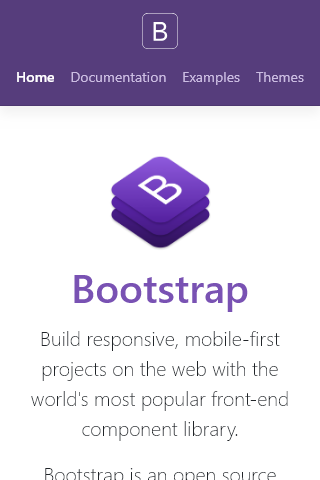 B
Home Documentation Examples Themes
B
Bootstrap
Build responsive, mobile-first
projects on the web with the
world's most popular front-end
component library.
Bootstrap is an open source